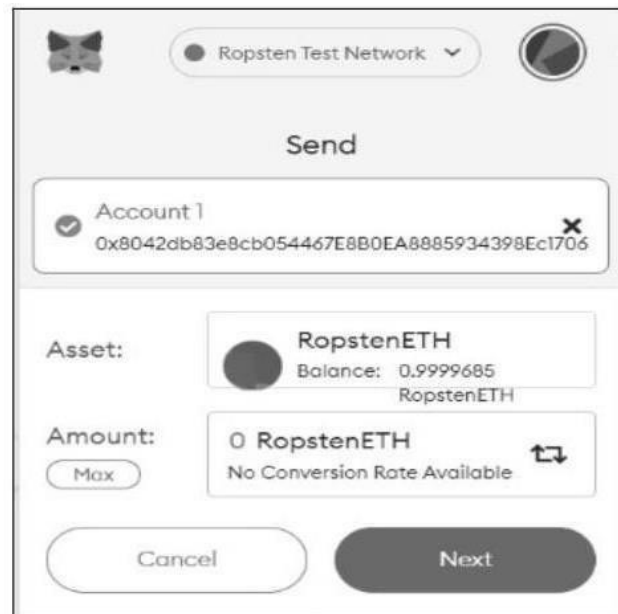 Ropsten Test Network
Send
Account 1
0x8042db83e8cb054467E8B0EA8885934398Ec1706
Asset:
RopstenETH
Balance: 0.9999685
RopstenETH
Amount:
0 RopstenETH
Max
No Conversion Rate Available
Cancel
Next